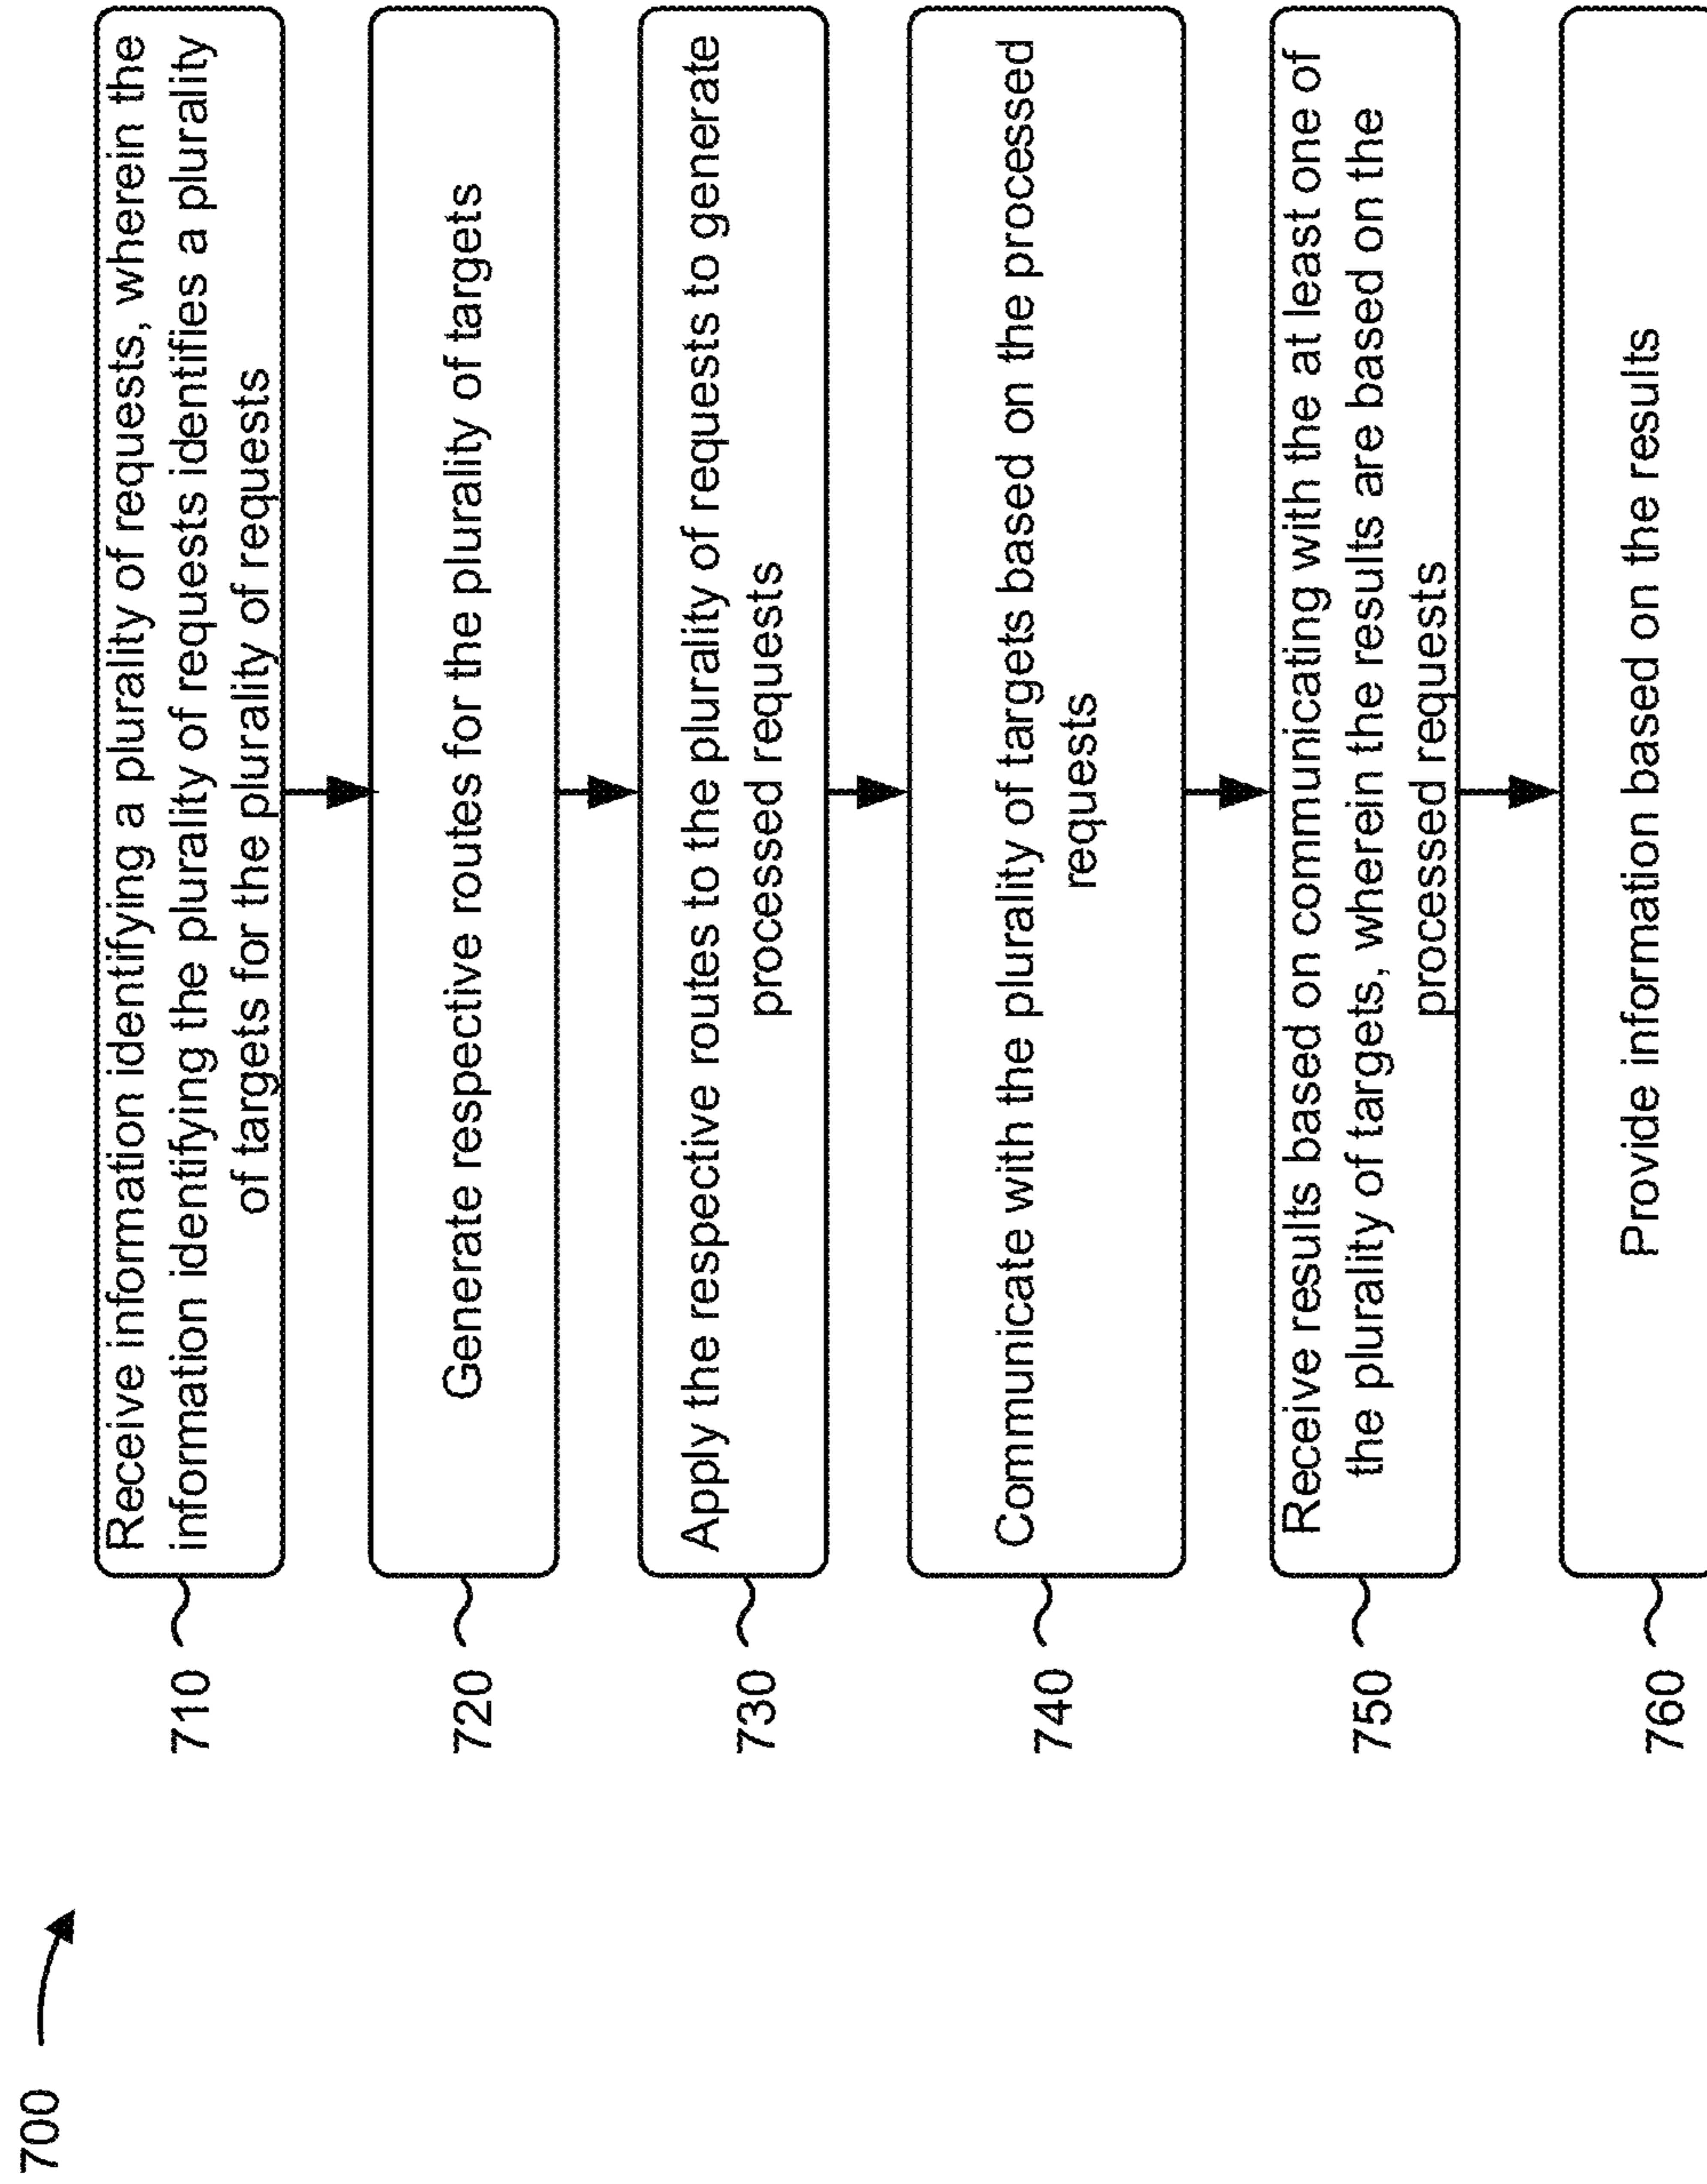 700
710
Receive information identifying a plurality of requests, wherein the
information identifying the plurality of requests identifies a plurality
of targets for the plurality of requests
720
Generate respective routes for the plurality of targets
730
Apply the respective routes to the plurality of requests to generate
processed requests
740
Communicate with the plurality of targets based on the processed
requests
750
Receive results based on communicating with the at least one of
the plurality of targets, wherein the results are based on the
processed requests
760
Provide information based on the results